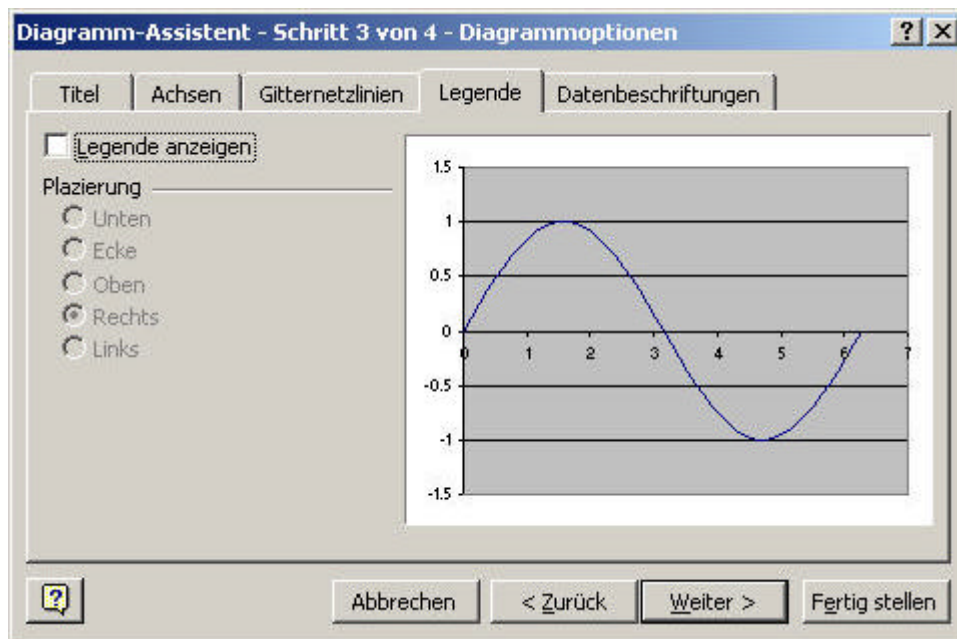 Diagramm-Assistent - Schritt 3 von 4 - Diagrammoptionen
Titel Achsen Gitternetzlinien Legende Datenbeschriftungen
Legende anzeigen
Plazierung
Unten
Ecke
Oben
Rechts
Links
1.5
1
0.5
0
0 1 2 3 4 5 6 7
-0.5
-1
-1.5
Abbrechen < Zurück Weiter > Fertig stellen